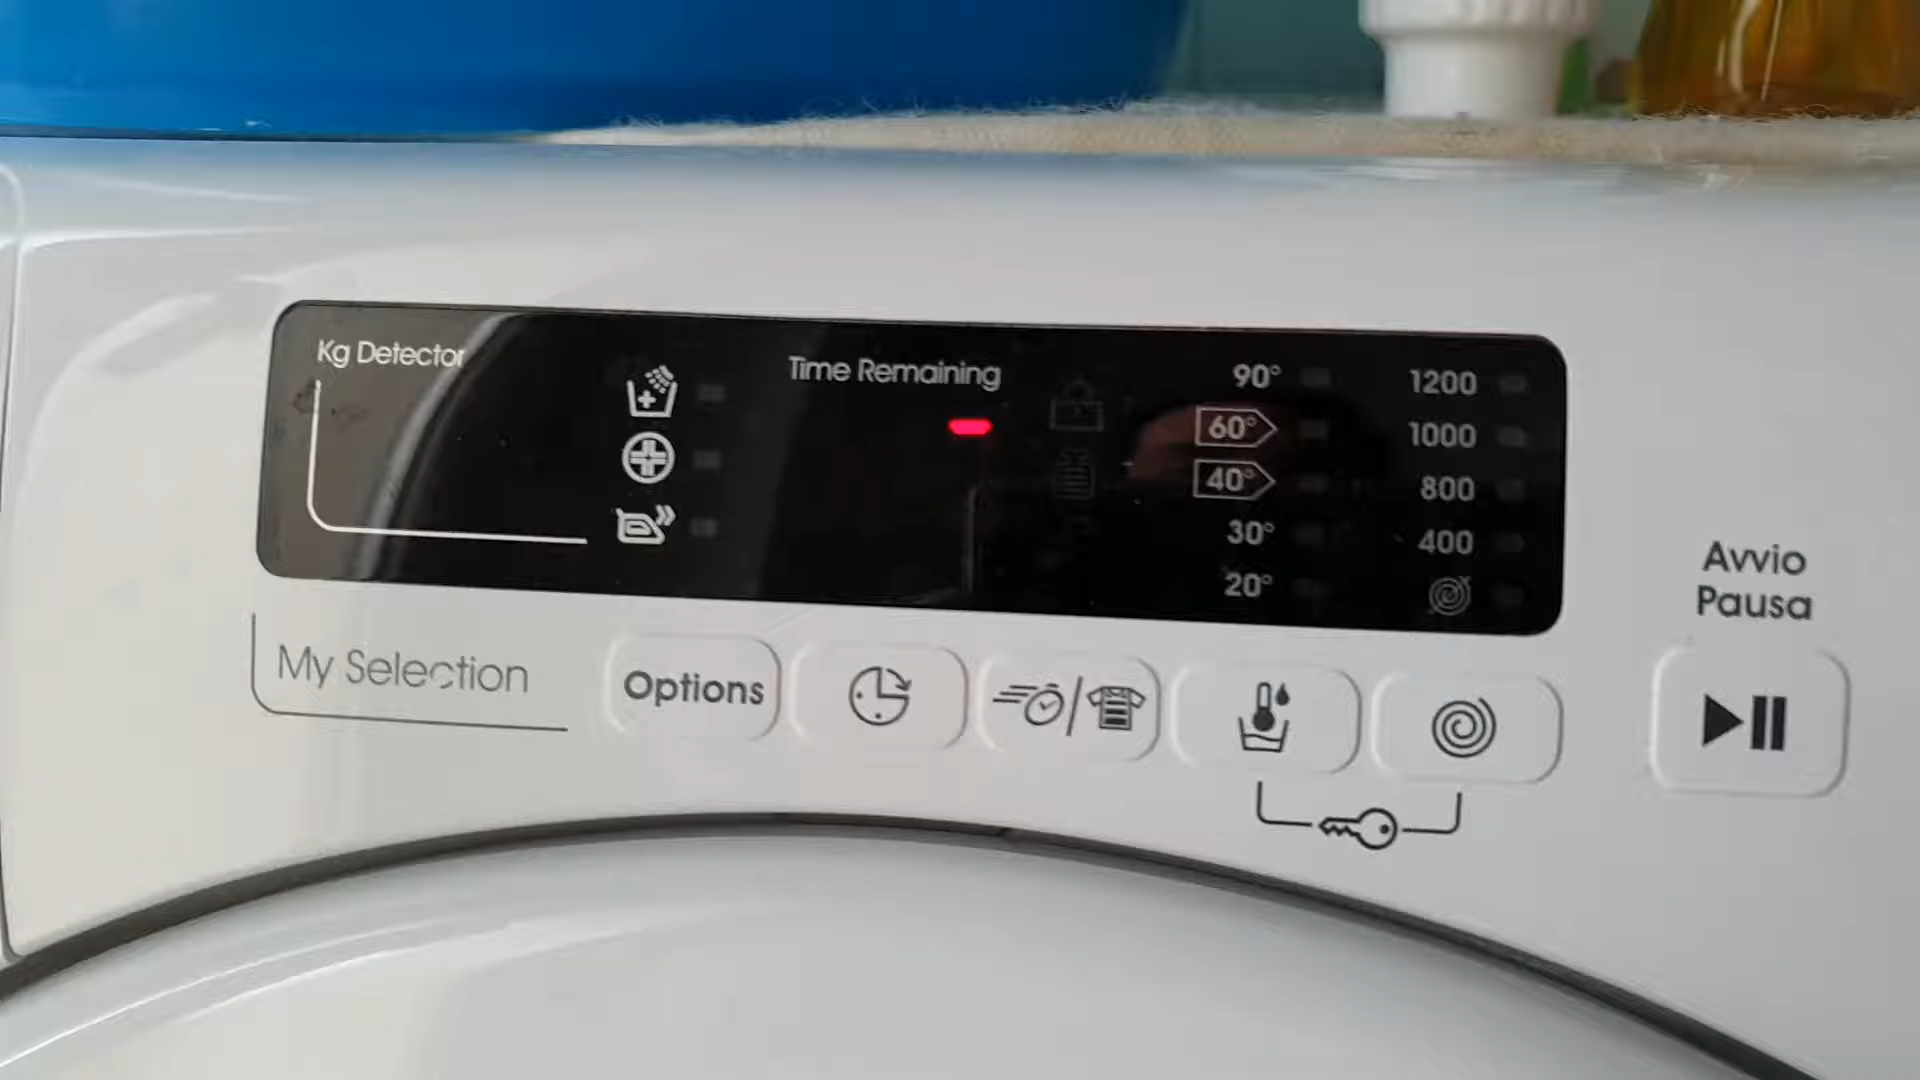 Kg Detector
Time Remaining
90°
60°
40°
30°
20°
1200
1000
800
400
My Selection
Options
Avvio
Pausa